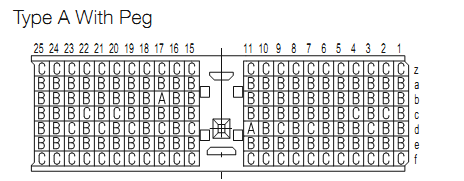 Type A With Peg
25 24 23 22 21 20 19 18 17 16 15 11 10 9 8 7 6 5 4 3 2 1
C C C C C C C C C C C C C C C C C C C C C C z
B B B B B B B B B B B B B B B B B B B B B B a
B B B B B B B B A B B B B B B B B B B B B B b
B B B C B C B B B B B B B B B B B B C B C B c
d
B B B B B B B B B B B B B B B B B B B B B B e
C C C C C C C C C C C C C C C C C C C C C C f